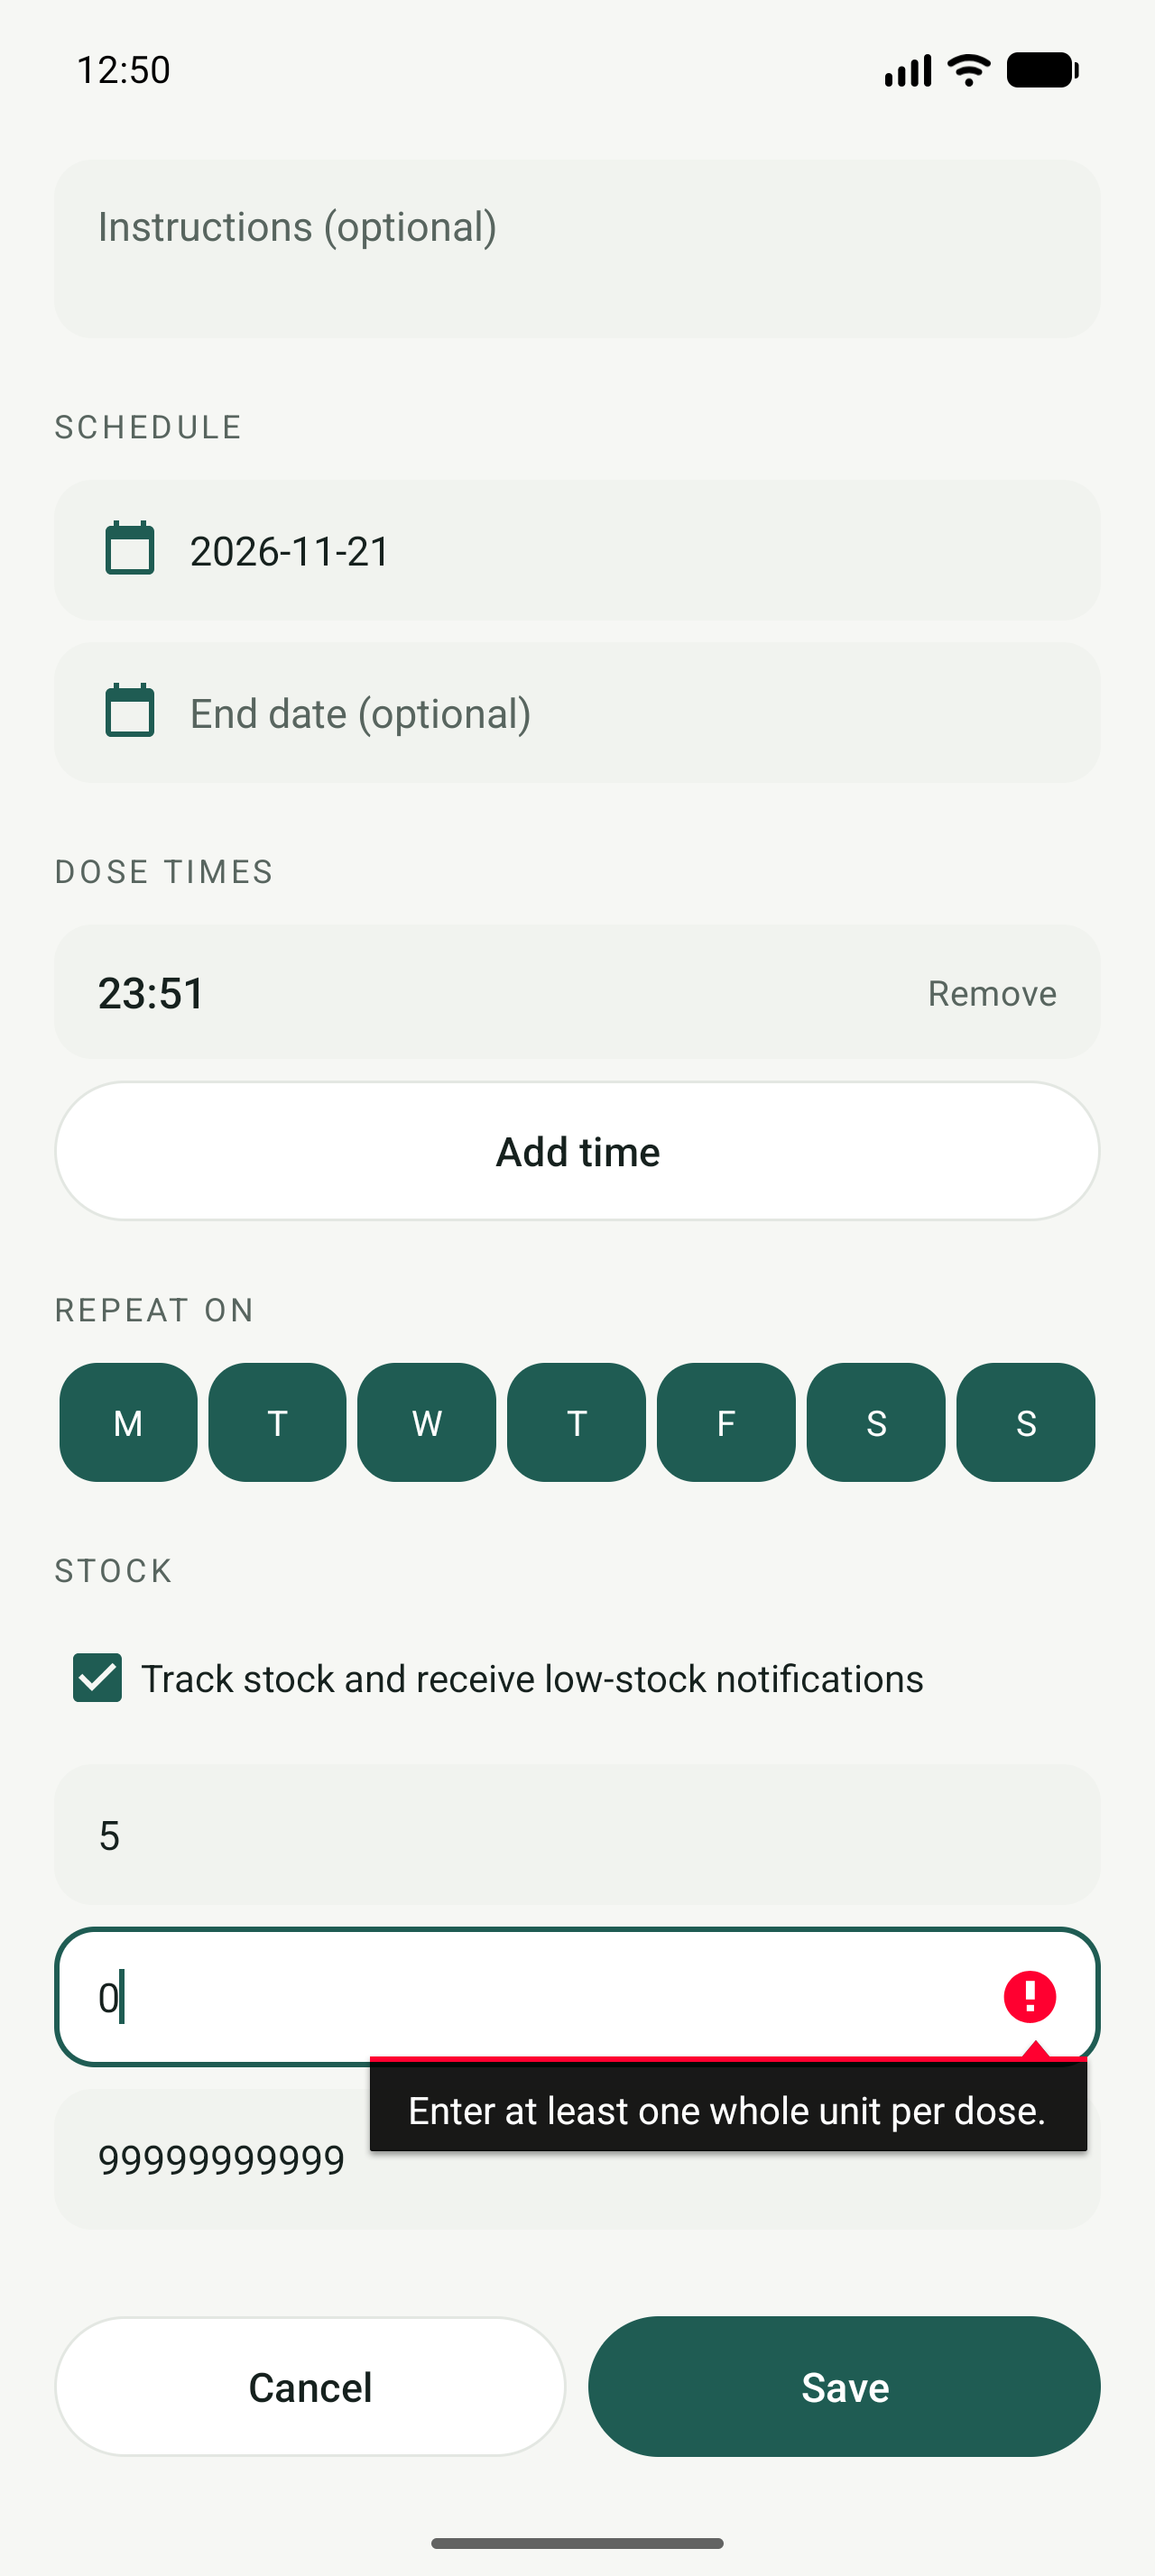 12:50
Instructions (optional)
SCHEDULE
2026-11-21
End date (optional)
DOSE TIMES
23:51 Remove
Add time
REPEAT ON
M T W T F S S
STOCK
Track stock and receive low-stock notifications
5
0
Enter at least one whole unit per dose.
99999999999
Cancel Save